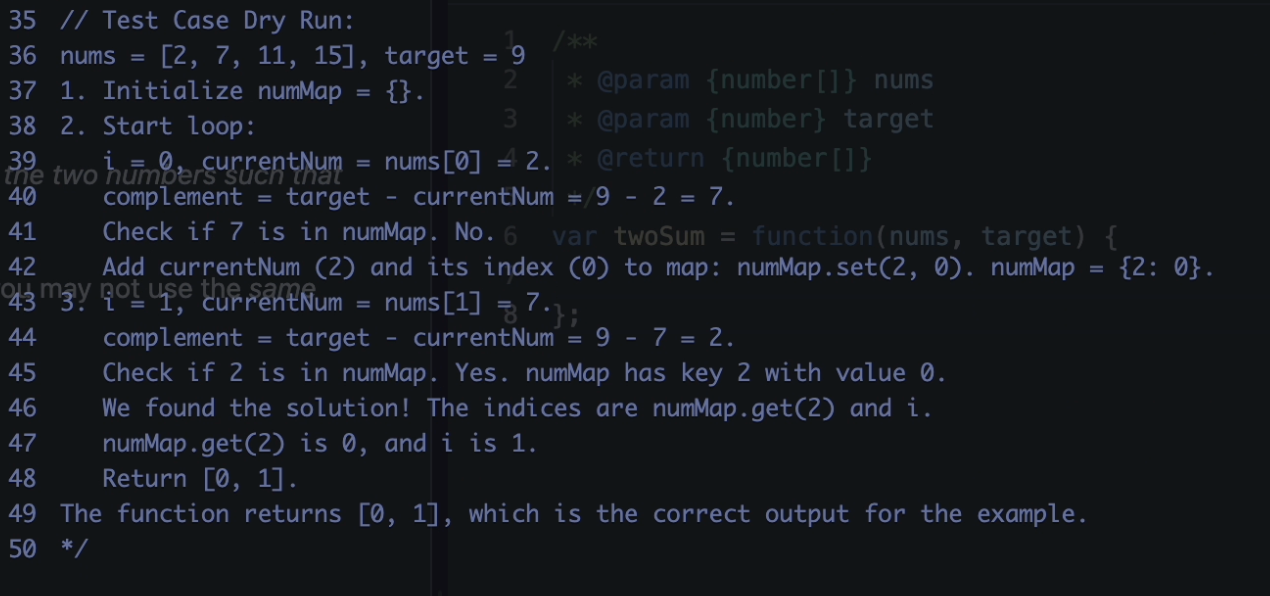 35 // Test Case Dry Run:
36 nums = [2, 7, 11, 15], target = 9
37 1. Initialize numMap = {}.
38 2. Start loop:
39 i = 0, currentNum = nums[0] = 2.
40 complement = target - currentNum = 9 - 2 = 7.
41 Check if 7 is in numMap. No.
42 Add currentNum (2) and its index (0) to map: numMap.set(2, 0). numMap = {2: 0}.
43 3. i = 1, currentNum = nums[1] = 7.
44 complement = target - currentNum = 9 - 7 = 2.
45 Check if 2 is in numMap. Yes. numMap has key 2 with value 0.
46 We found the solution! The indices are numMap.get(2) and i.
47 numMap.get(2) is 0, and i is 1.
48 Return [0, 1].
49 The function returns [0, 1], which is the correct output for the example.
50 */
the two numbers such that
you may not use the same
1 /**
2 * @param {number[]} nums
3 * @param {number} target
4 * @return {number[]}
*/
6 var twoSum = function(nums, target) {
7
8 };